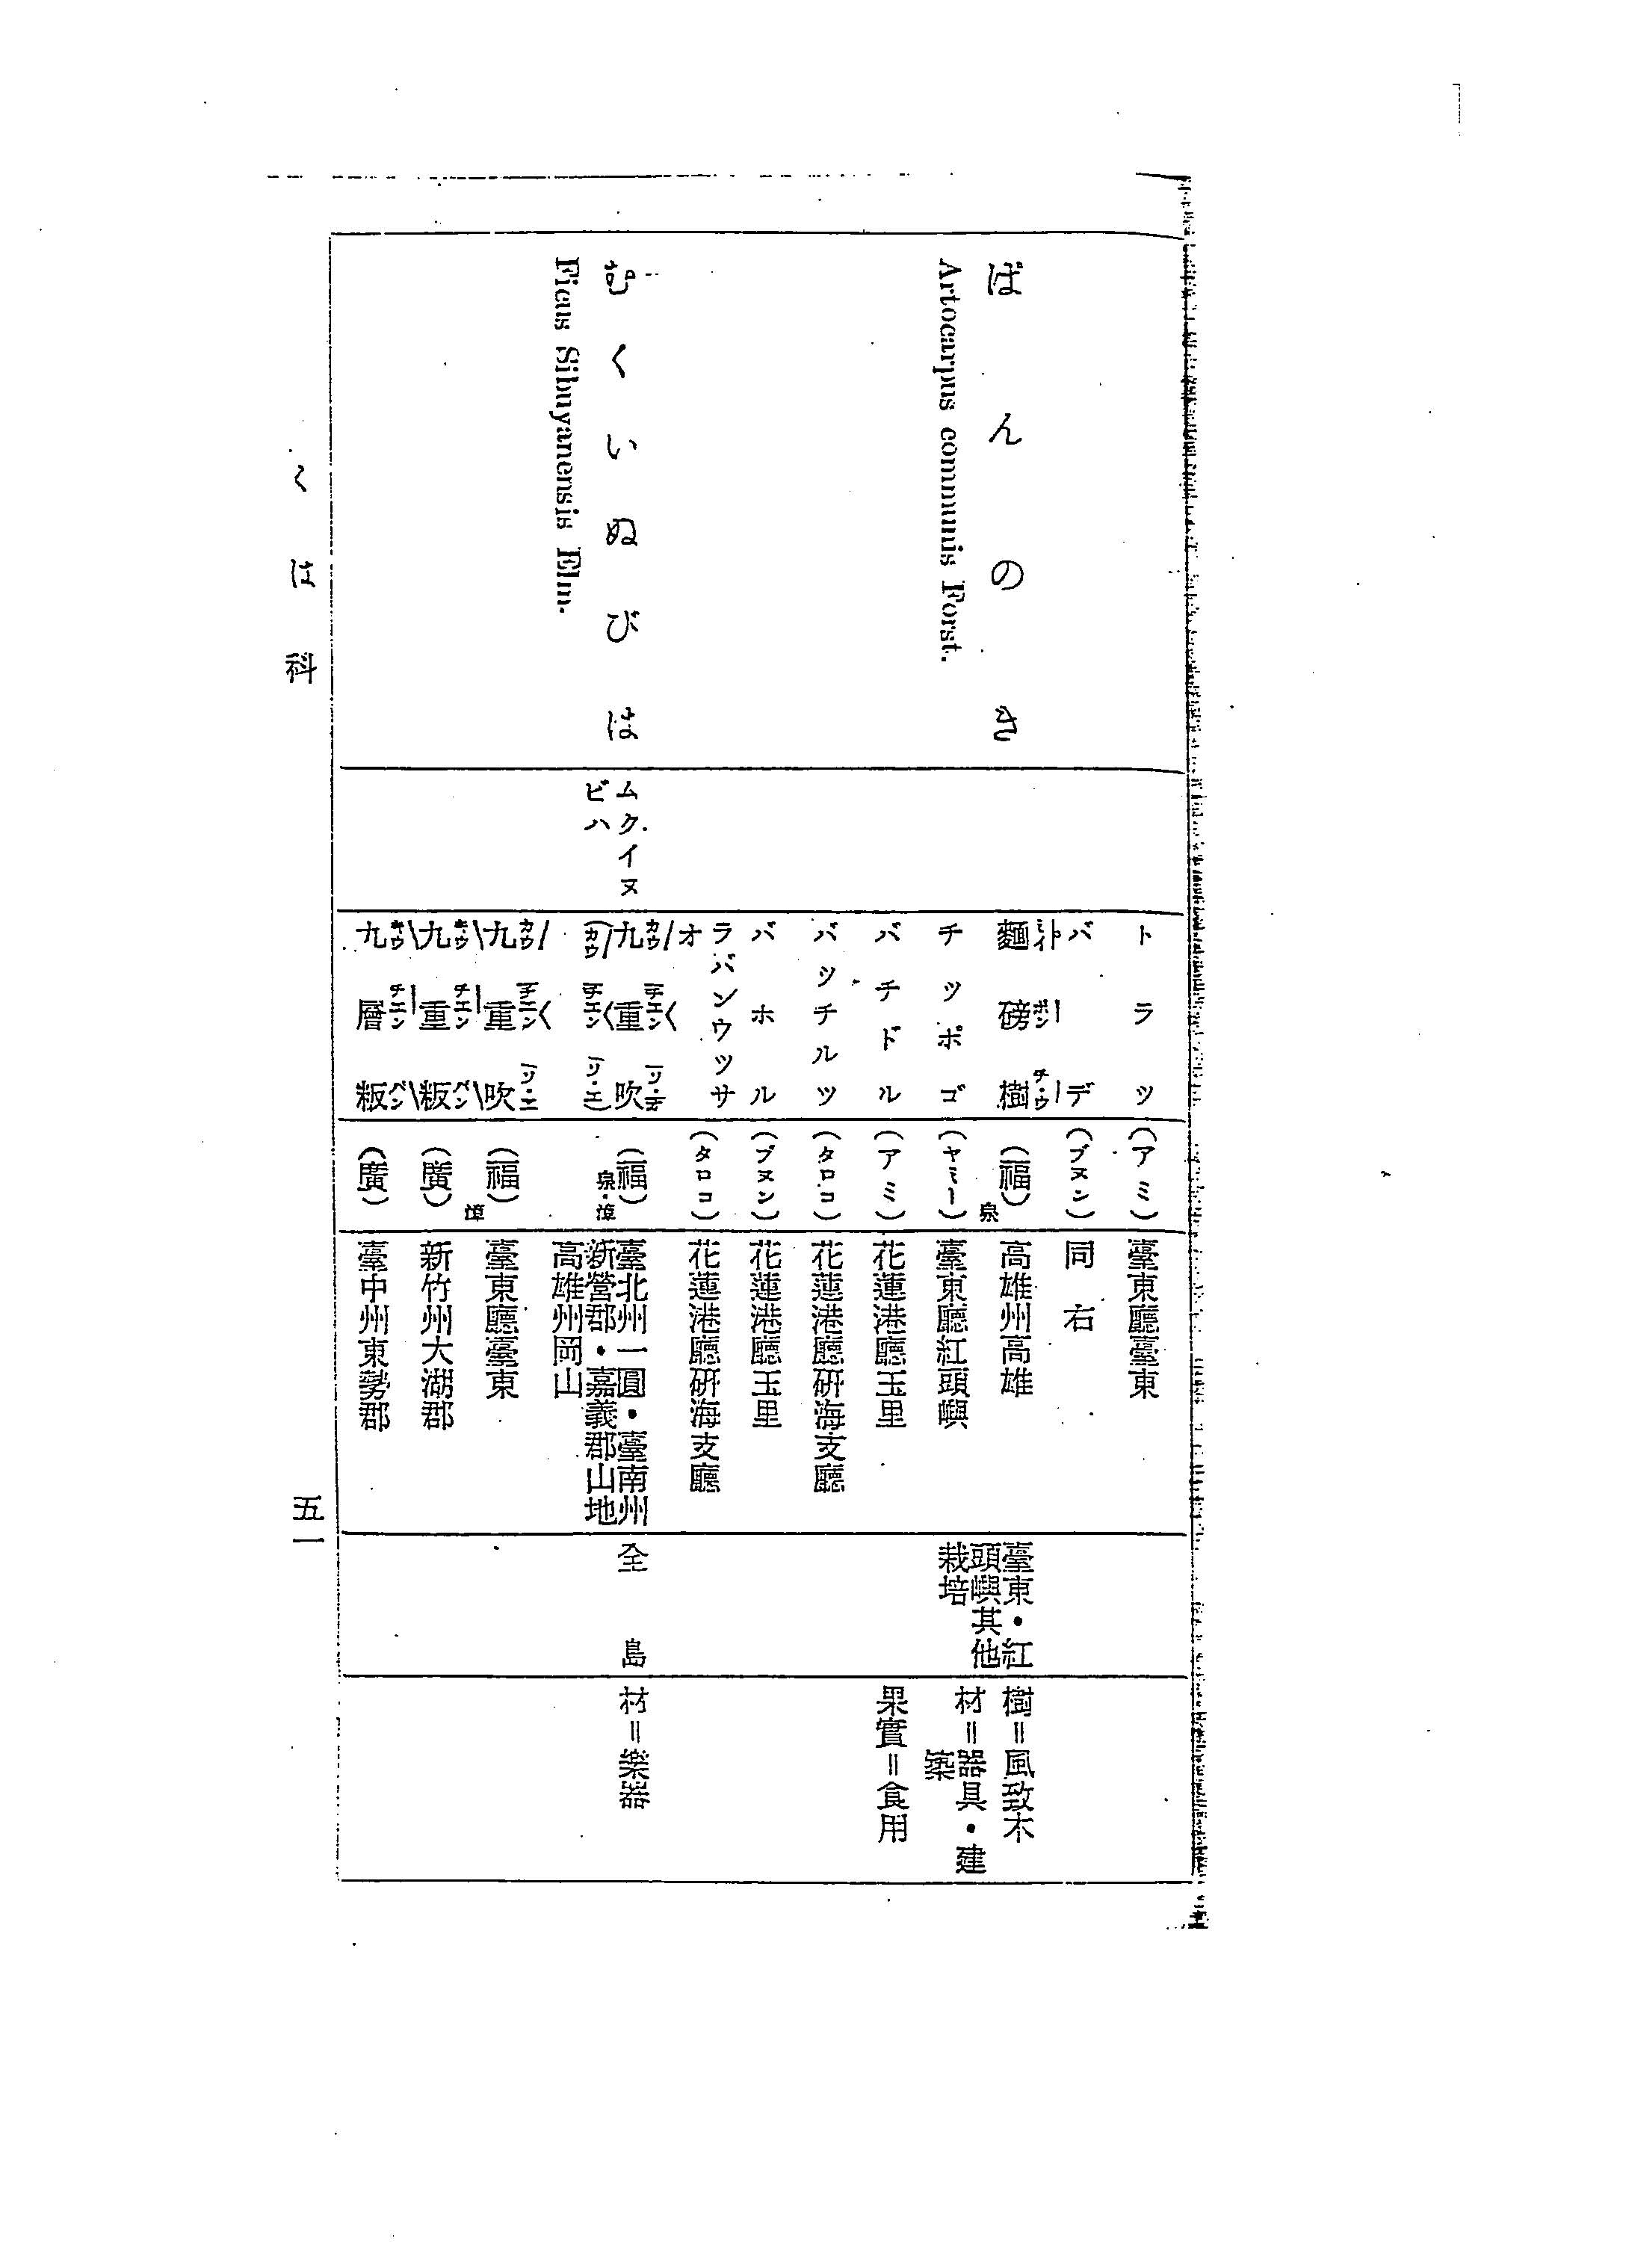 トラツ
(アミ)
臺東廳臺東
バデ
(ブヌン)
同右
ぱんのき
Artocarpus communis Forst.
麵磅樹
(福)
泉
高雄州高雄
臺東・紅
頭嶼其他
栽培
樹=風致木
材=器具・建
築
果實=食用
チッポゴ
(ヤミー)
臺東廳紅頭嶼
バチドル
(アミ)
花蓮港廳玉里
バッチルツ
(タロコ)
花蓮港廳研海支廳
バホル
(ブヌン)
花蓮港廳玉里
ラバンウッサ
オ
(タロコ)
花蓮港廳研海支廳
むくいぬびは
Ficus Sibuyanensis Elm.
ムクイヌ
ビハ
九重吹
(福)
泉・漳
臺北州一圓・臺南州
新營郡・嘉義郡山地
高雄州岡山
全島
材=樂器
九重吹
(福)
漳
臺東廳臺東
九重粄
(廣)
新竹州大湖郡
九層粄
(廣)
臺中州東勢郡
くは科
五一